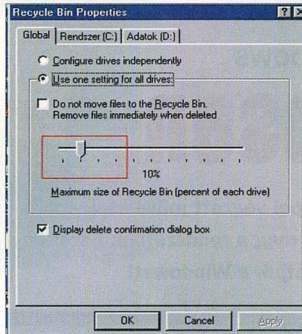 Recycle Bin Properties
Global Rendszer (C:) Adatok (D:)
Configure drives independently
Use one setting for all drives:
Do not move files to the Recycle Bin.
Remove files immediately when deleted
10%
Maximum size of Recycle Bin (percent of each drive)
Display delete confirmation dialog box
OK Cancel Apply